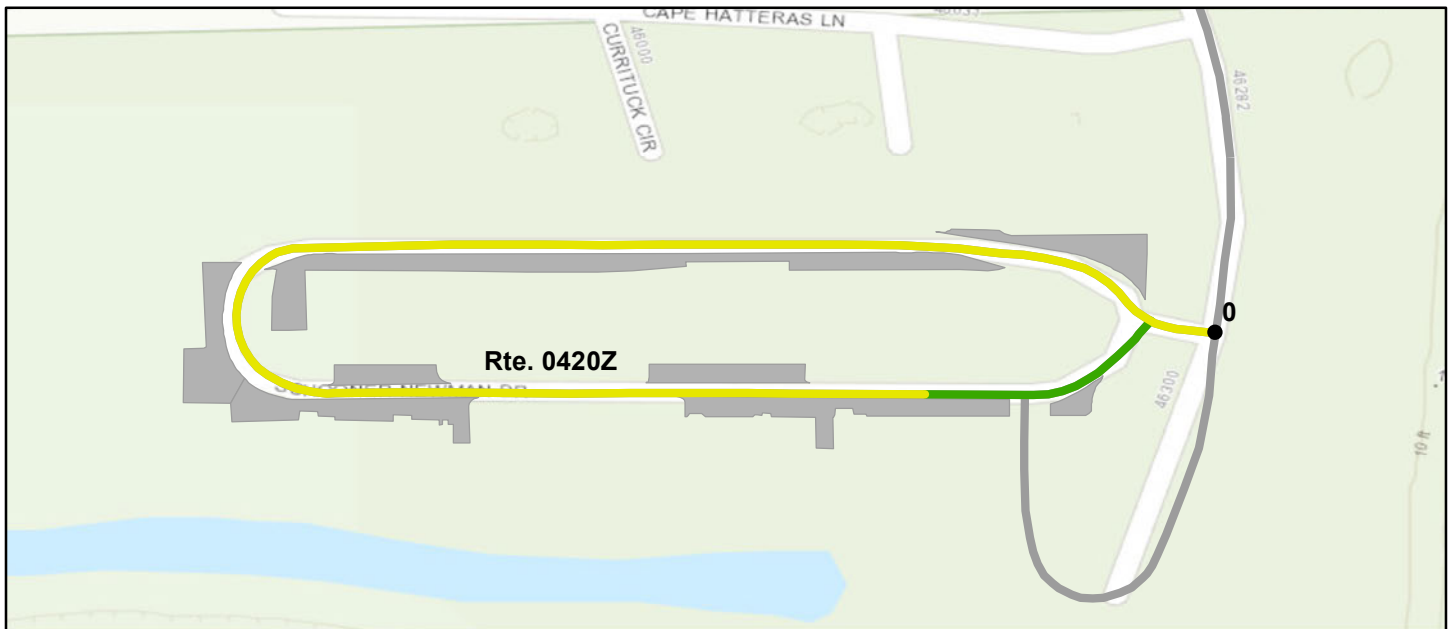 CAPE HATTERAS LN
46000
CURRITUCK CIR
46282
0
Rte. 0420Z
46300
10 ft